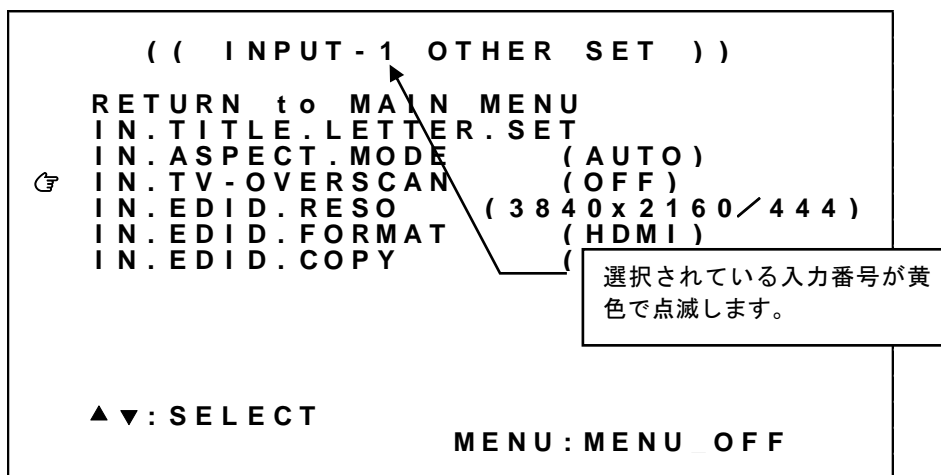 (( INPUT-1 OTHER SET ))
RETURN to MAIN MENU
IN.TITLE.LETTER.SET
IN.ASPECT.MODE (AUTO)
☞ IN.TV-OVERSCAN (OFF)
IN.EDID.RESO (3840x2160/444)
IN.EDID.FORMAT (HDMI)
IN.EDID.COPY (
選択されている入力番号が黄
色で点滅します。
▲▼:SELECT
MENU:MENU_OFF